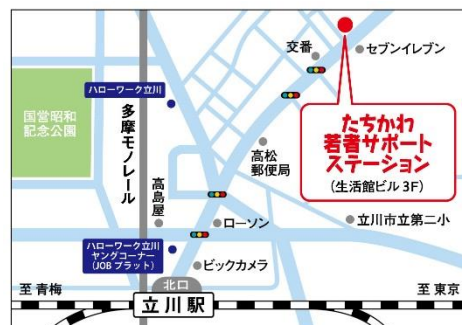 交番
セブンイレブン
ハローワーク立川
国営昭和
記念公園
多摩モノレール
たちかわ
若者サポート
ステーション
(生活館ビル3F)
高松
郵便局
高島屋
ローソン
立川市立第二小
ハローワーク立川
ヤングコーナー
(JOBプラット)
ビックカメラ
北口
至 青梅
立川駅
至 東京